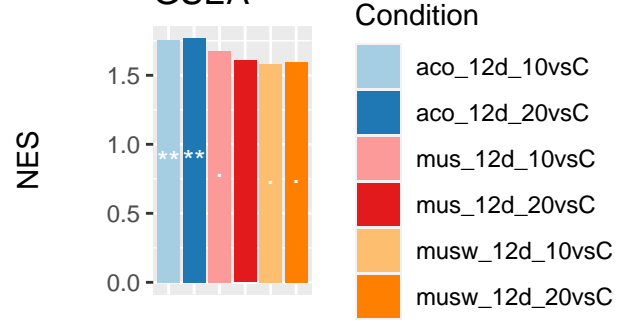 Condition
NES
1.5
1.0
0.5
0.0
** ** . . .
aco_12d_10vsC
aco_12d_20vsC
mus_12d_10vsC
mus_12d_20vsC
musw_12d_10vsC
musw_12d_20vsC